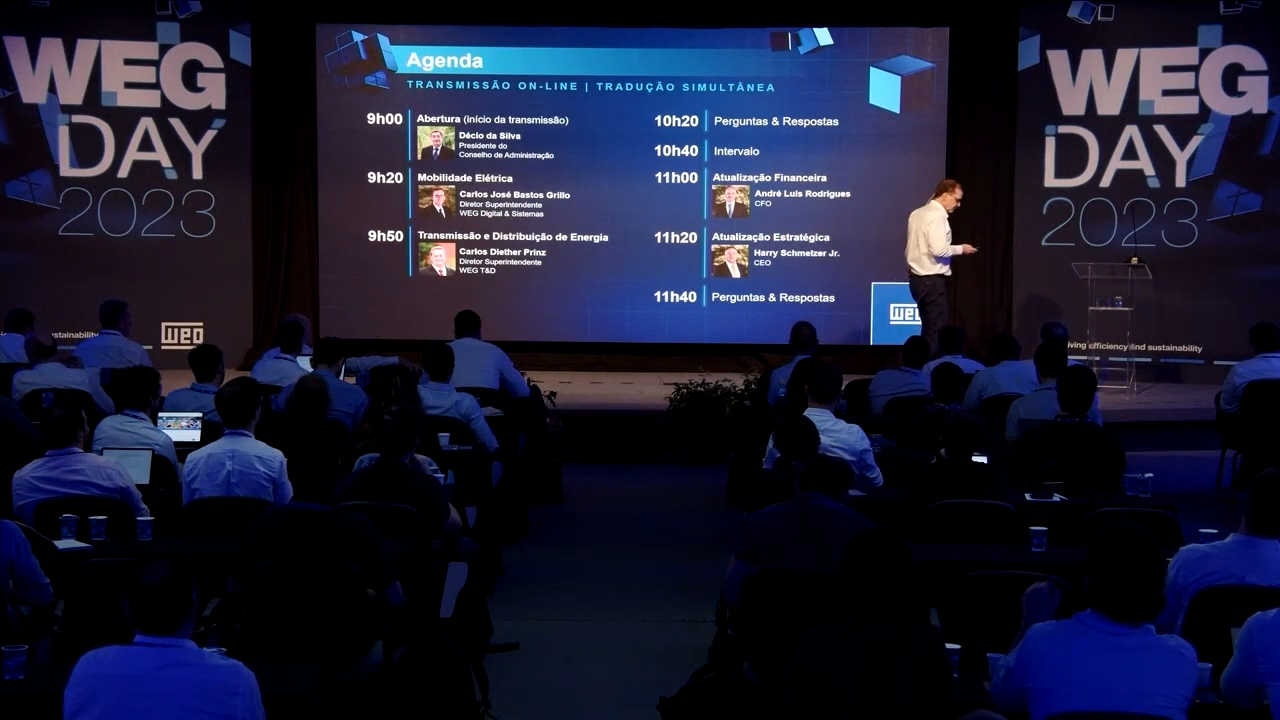 WEG
DAY
2023
stainability
weg
Agenda
TRANSMISSÃO ON-LINE | TRADUÇÃO SIMULTÂNEA
9h00
Abertura (início da transmissão)
Décio da Silva
Presidente do
Conselho de Administração
9h20
Mobilidade Elétrica
Carlos José Bastos Grillo
Diretor Superintendente
WEG Digital & Sistemas
9h50
Transmissão e Distribuição de Energia
Carlos Diether Prinz
Diretor Superintendente
WEG T&D
10h20
Perguntas & Respostas
10h40
Intervalo
11h00
Atualização Financeira
André Luís Rodrigues
CFO
11h20
Atualização Estratégica
Harry Schmelzer Jr.
CEO
11h40
Perguntas & Respostas
weg
WEG
DAY
2023
iving efficiency and sustainability